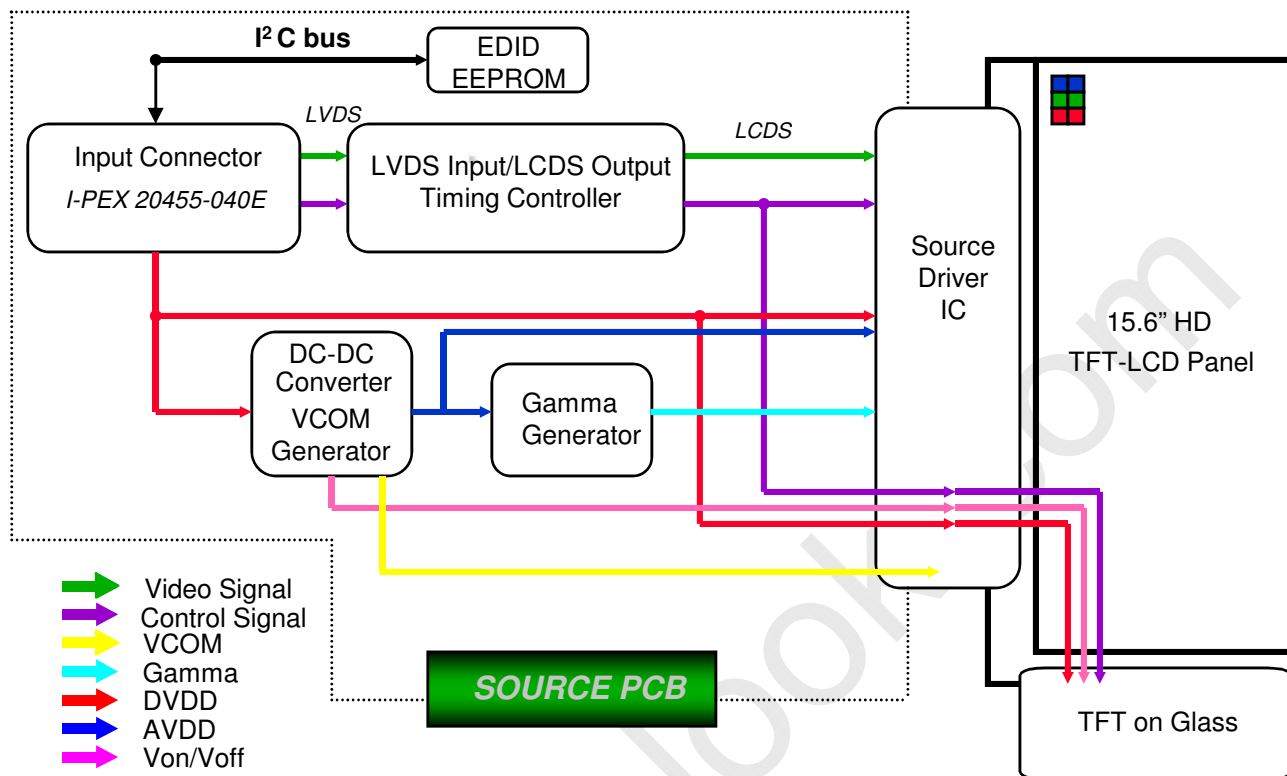 I² C bus
EDID
EEPROM
LVDS
LCDS
Input Connector
I-PEX 20455-040E
LVDS Input/LCDS Output
Timing Controller
Source
Driver
IC
15.6” HD
TFT-LCD Panel
DC-DC
Converter
VCOM
Generator
Gamma
Generator
Video Signal
Control Signal
VCOM
Gamma
DVDD
AVDD
Von/Voff
SOURCE PCB
TFT on Glass
look
.com